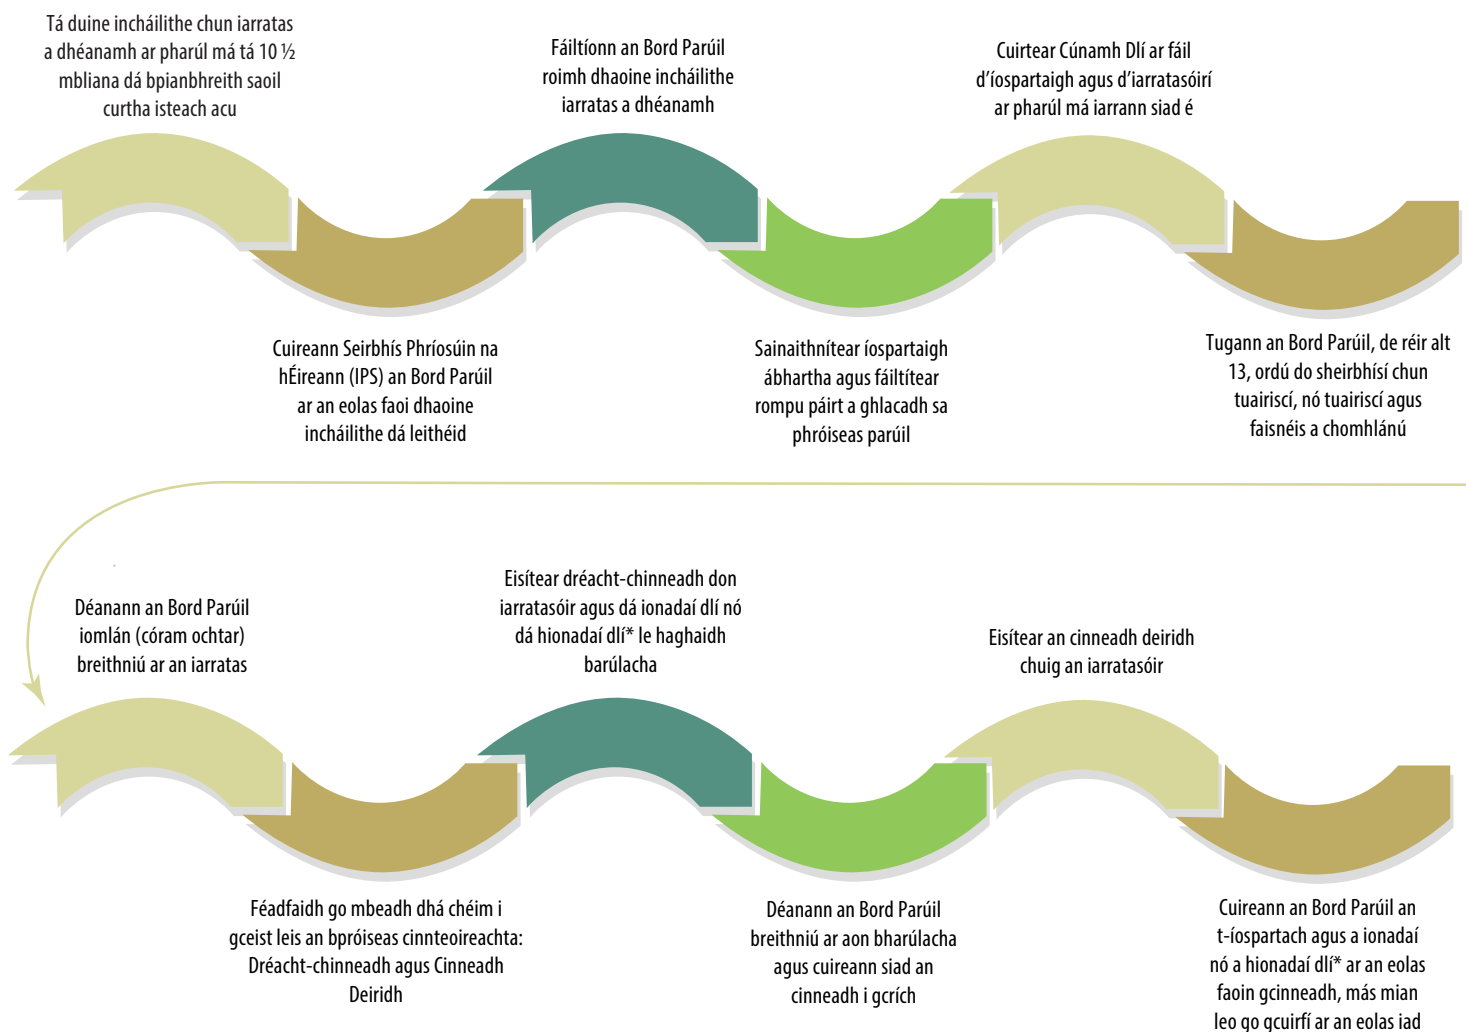 Tá duine incháilithe chun iarratas
a dhéanamh ar pharúl má tá 10 ½
mbliana dá bpianbhreith saoil
curtha isteach acu
Cuireann Seirbhís Phríosúin na
hÉireann (IPS) an Bord Parúil
ar an eolas faoi dhaoine
incháilithe dá leithéid
Fáiltíonn an Bord Parúil
roimh dhaoine incháilithe
iarratas a dhéanamh
Sainaithnítear íospartaigh
ábhartha agus fáiltítear
rompu páirt a ghlacadh sa
phróiseas parúil
Cuirtear Cúnamh Dlí ar fáil
d'íospartaigh agus d'iarratasóirí
ar pharúl má iarrann siad é
Tugann an Bord Parúil, de réir alt
13, ordú do sheirbhísí chun
tuairiscí, nó tuairiscí agus
faisnéis a chomhlánú
Déanann an Bord Parúil
iomlán (córam ochtar)
breithniú ar an iarratas
Féadfaidh go mbeadh dhá chéim i
gceist leis an bpróiseas cinnteoireachta:
Dréacht-chinneadh agus Cinneadh
Deiridh
Eisítear dréacht-chinneadh don
iarratasóir agus dá ionadaí dlí nó
dá hionadaí dlí* le haghaidh
barúlacha
Déanann an Bord Parúil
breithniú ar aon bharúlacha
agus cuireann siad an
cinneadh i gcrích
Eisítear an cinneadh deiridh
chuig an iarratasóir
Cuireann an Bord Parúil an
t-íospartach agus a ionadaí
nó a hionadaí dlí* ar an eolas
faoin gcinneadh, más mian
leo go gcuirfí ar an eolas iad